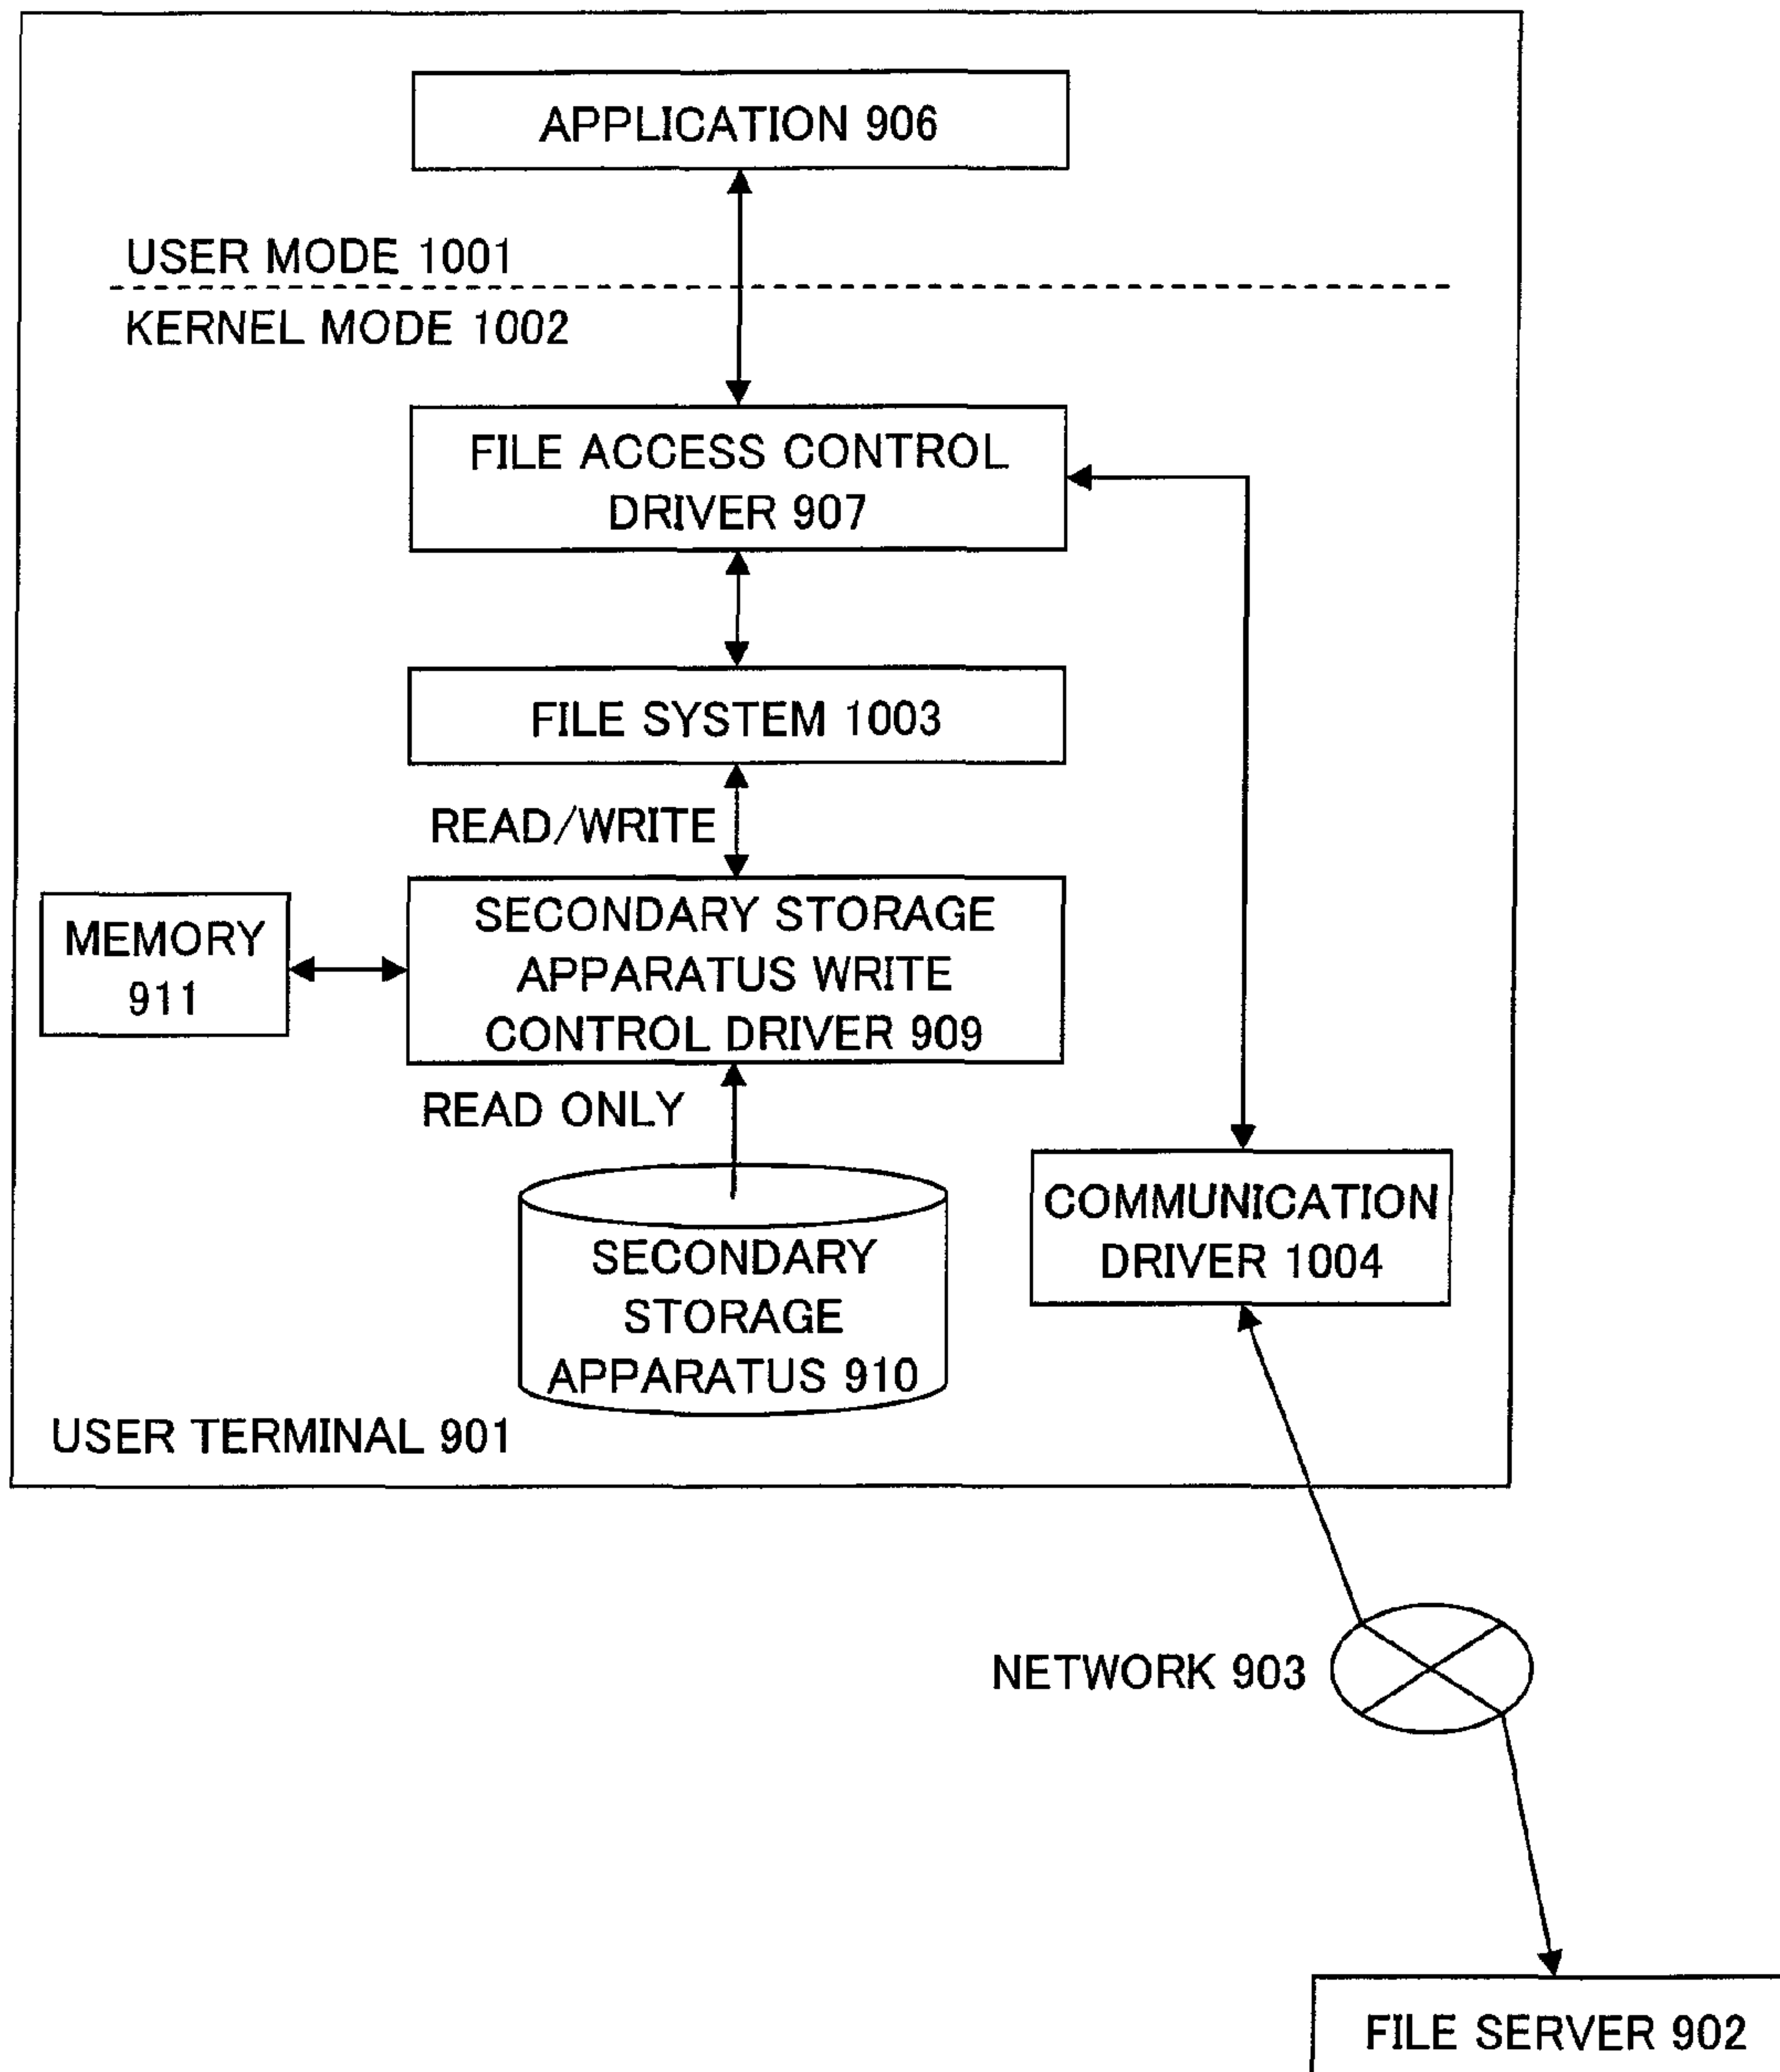 APPLICATION 906
USER MODE 1001
KERNEL MODE 1002
FILE ACCESS CONTROL
DRIVER 907
FILE SYSTEM 1003
READ/WRITE
MEMORY
911
SECONDARY STORAGE
APPARATUS WRITE
CONTROL DRIVER 909
READ ONLY
SECONDARY
STORAGE
APPARATUS 910
COMMUNICATION
DRIVER 1004
USER TERMINAL 901
NETWORK 903
FILE SERVER 902